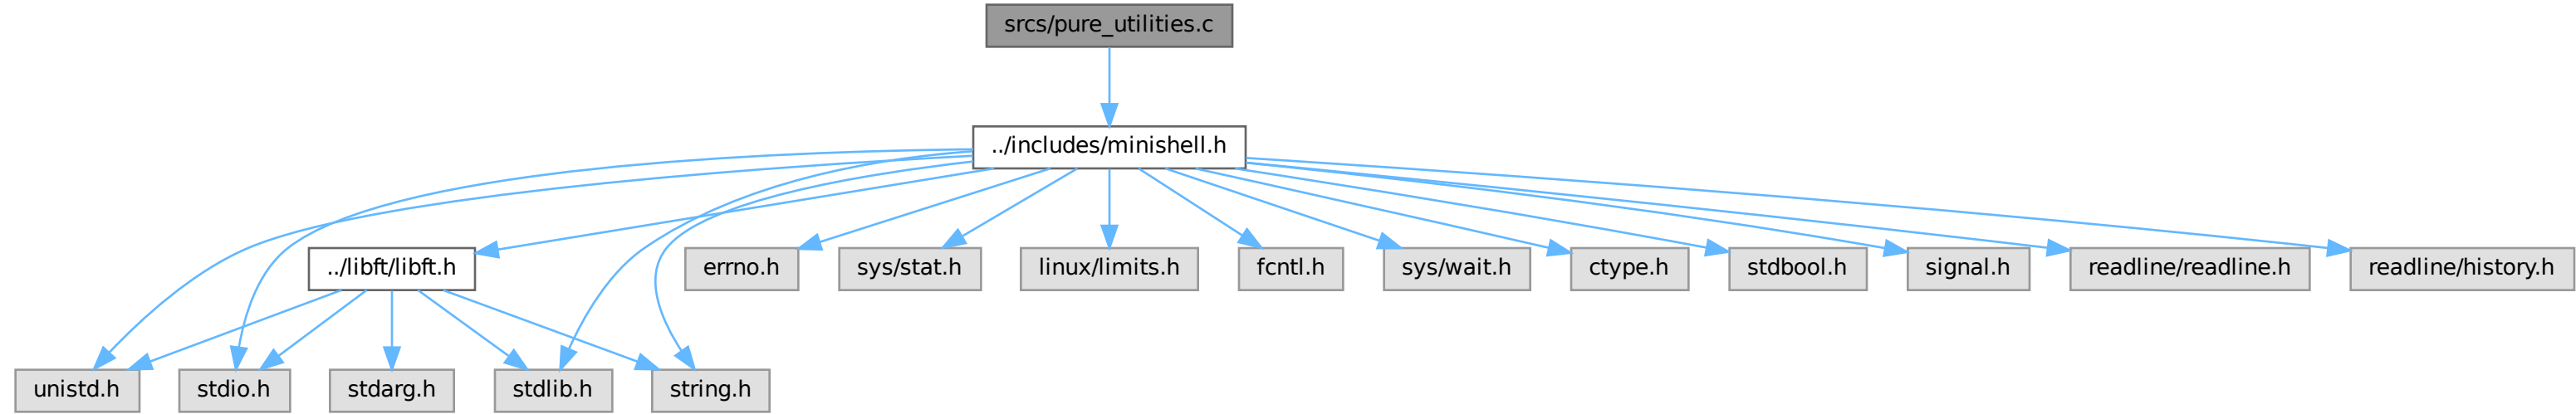 srcs/pure_utilities.c
../includes/minishell.h
../libft/libft.h
errno.h
sys/stat.h
linux/limits.h
fcntl.h
sys/wait.h
ctype.h
stdbool.h
signal.h
readline/readline.h
readline/history.h
unistd.h
stdio.h
stdarg.h
stdlib.h
string.h